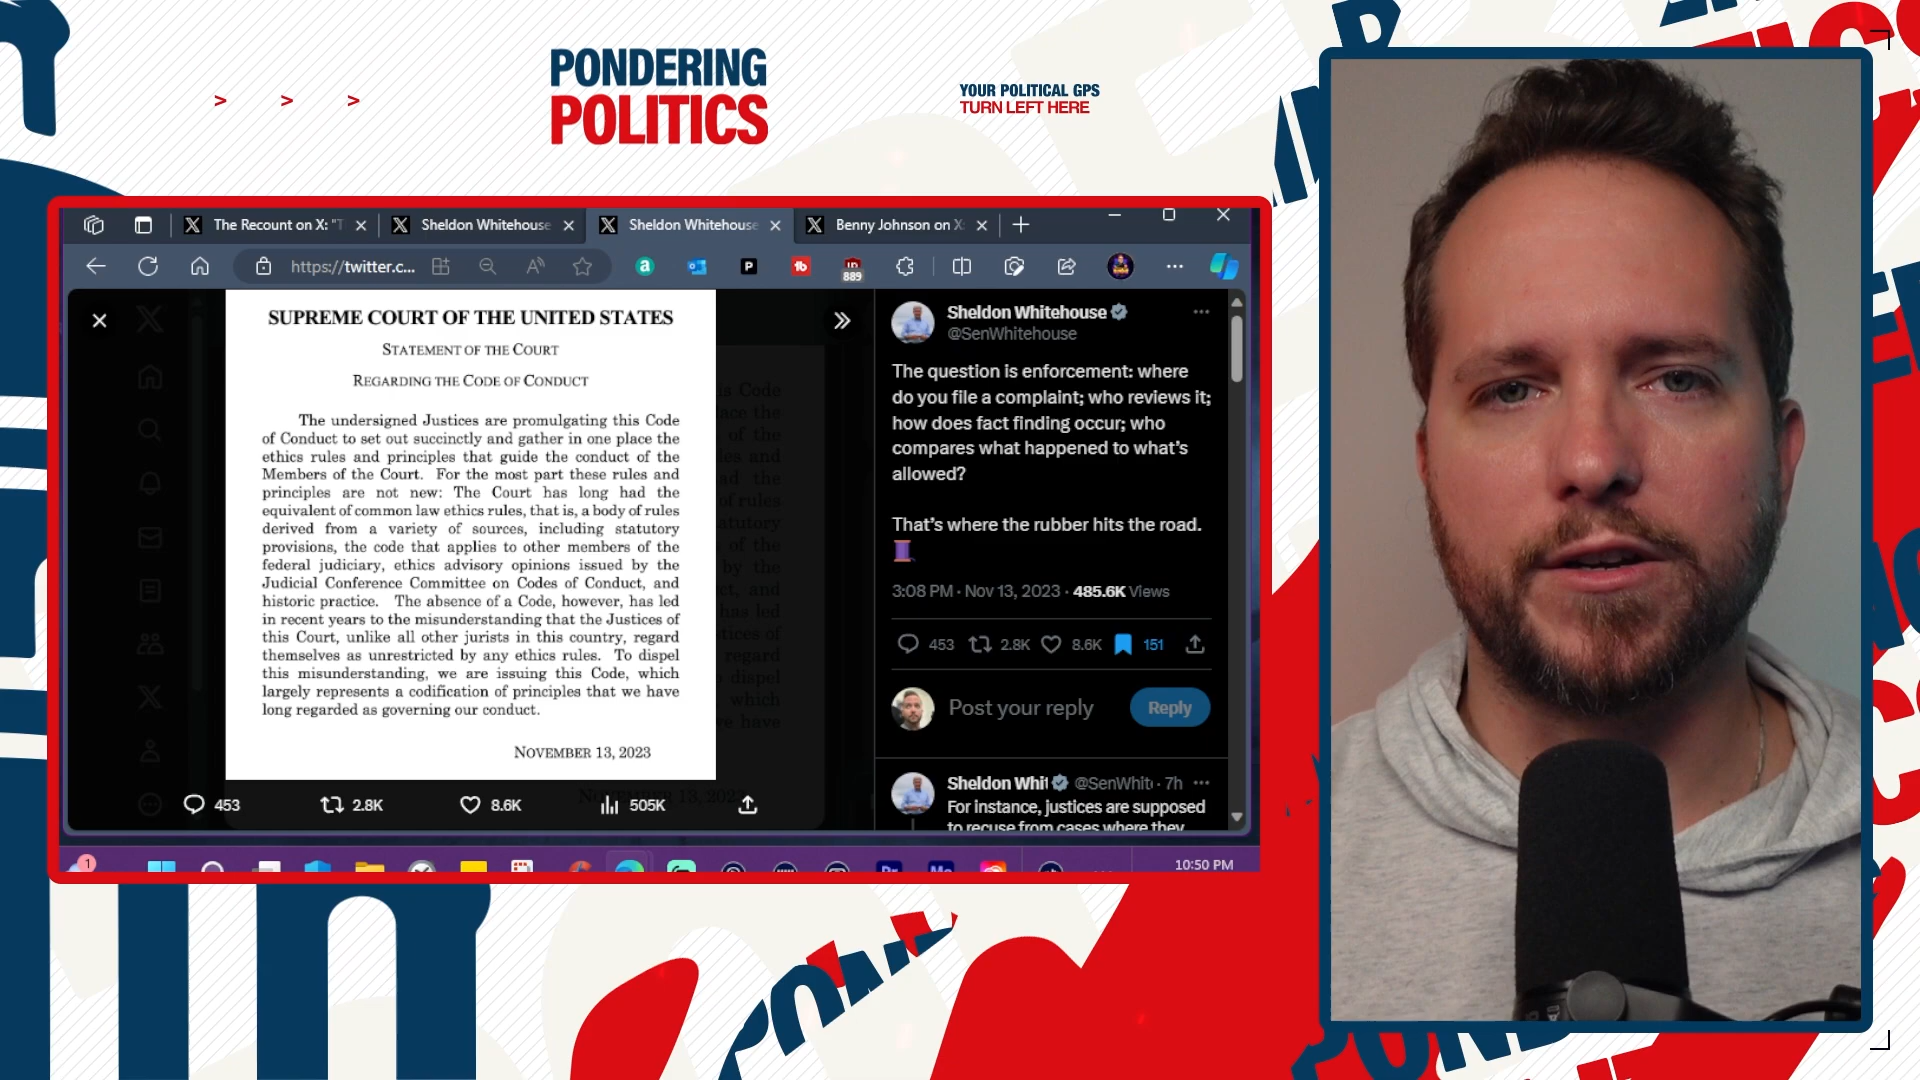 PONDERING
POLITICS
YOUR POLITICAL GPS
TURN LEFT HERE
> > >
The Recount on X: "T
Sheldon Whitehouse
Sheldon Whitehouse
Benny Johnson on X
https://twitter.c...
889
SUPREME COURT OF THE UNITED STATES
STATEMENT OF THE COURT
REGARDING THE CODE OF CONDUCT
The undersigned Justices are promulgating this Code
of Conduct to set out succinctly and gather in one place the
ethics rules and principles that guide the conduct of the
Members of the Court. For the most part these rules and
principles are not new: The Court has long had the
equivalent of common law ethics rules, that is, a body of rules
derived from a variety of sources, including statutory
provisions, the code that applies to other members of the
federal judiciary, ethics advisory opinions issued by the
Judicial Conference Committee on Codes of Conduct, and
historic practice. The absence of a Code, however, has led
in recent years to the misunderstanding that the Justices of
this Court, unlike all other jurists in this country, regard
themselves as unrestricted by any ethics rules. To dispel
this misunderstanding, we are issuing this Code, which
largely represents a codification of principles that we have
long regarded as governing our conduct.
NOVEMBER 13, 2023
453 2.8K 8.6K 505K
Sheldon Whitehouse
@SenWhitehouse
The question is enforcement: where
do you file a complaint; who reviews it;
how does fact finding occur; who
compares what happened to what's
allowed?
That's where the rubber hits the road.
3:08 PM · Nov 13, 2023 · 485.6K Views
453 2.8K 8.6K 151
Post your reply
Reply
Sheldon Whit @SenWhit · 7h
For instance, justices are supposed
to recuse from cases where they
1
10:50 PM